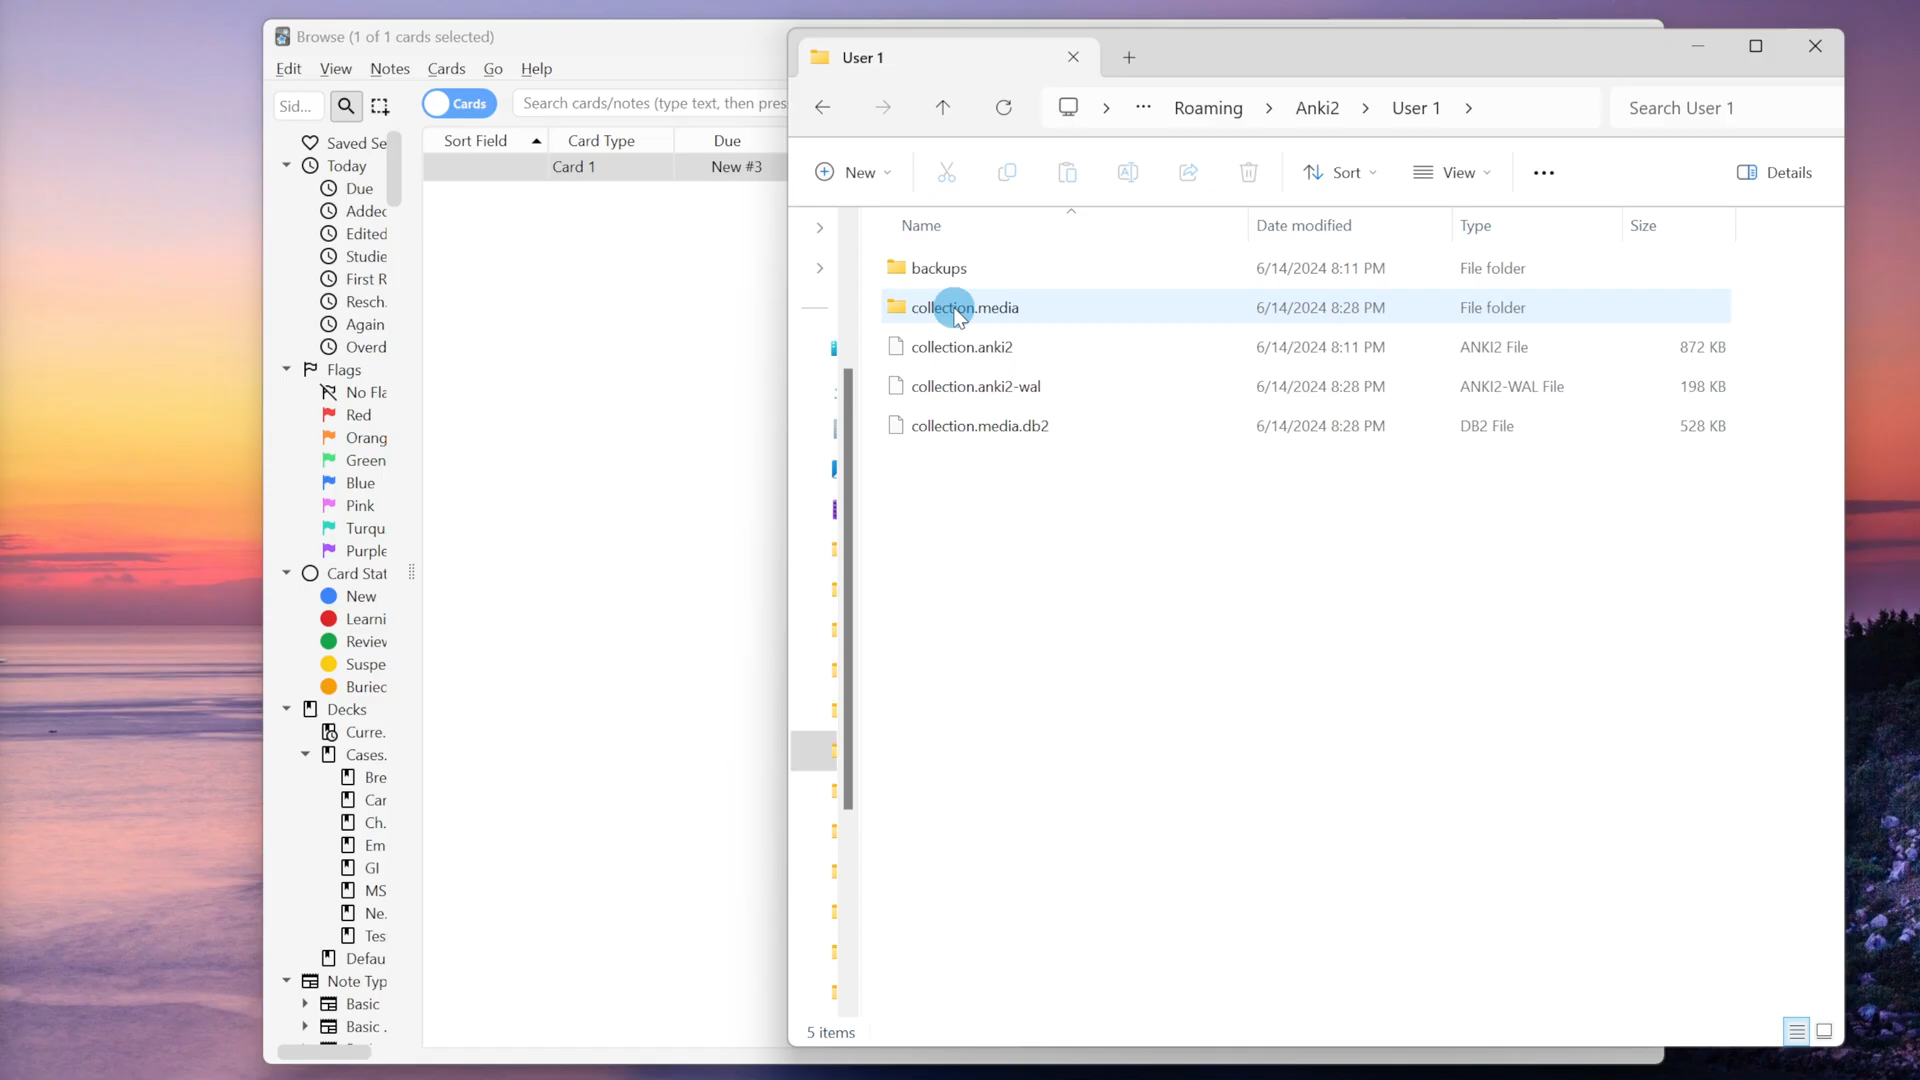 Browse (1 of 1 cards selected)
Edit View Notes Cards Go Help
Sid...
Cards
Search cards/notes (type text, then pres
Sort Field Card Type Due
Card 1 New #3
Saved Se
Today
Due
Added
Edited
Studie
First R
Resch.
Again
Overd
Flags
No Fla
Red
Orang
Green
Blue
Pink
Turqu
Purple
Card Stat
New
Learni
Review
Suspe
Buried
Decks
Curre.
Cases.
Bre
Car
Ch.
Em
GI
MS
Ne.
Tes
Defau
Note Typ
Basic
Basic .
User 1
Roaming > Anki2 > User 1 >
Search User 1
New
Sort
View
Details
Name Date modified Type Size
backups 6/14/2024 8:11 PM File folder
collection.media 6/14/2024 8:28 PM File folder
collection.anki2 6/14/2024 8:11 PM ANKI2 File 872 KB
collection.anki2-wal 6/14/2024 8:28 PM ANKI2-WAL File 198 KB
collection.media.db2 6/14/2024 8:28 PM DB2 File 528 KB
5 items